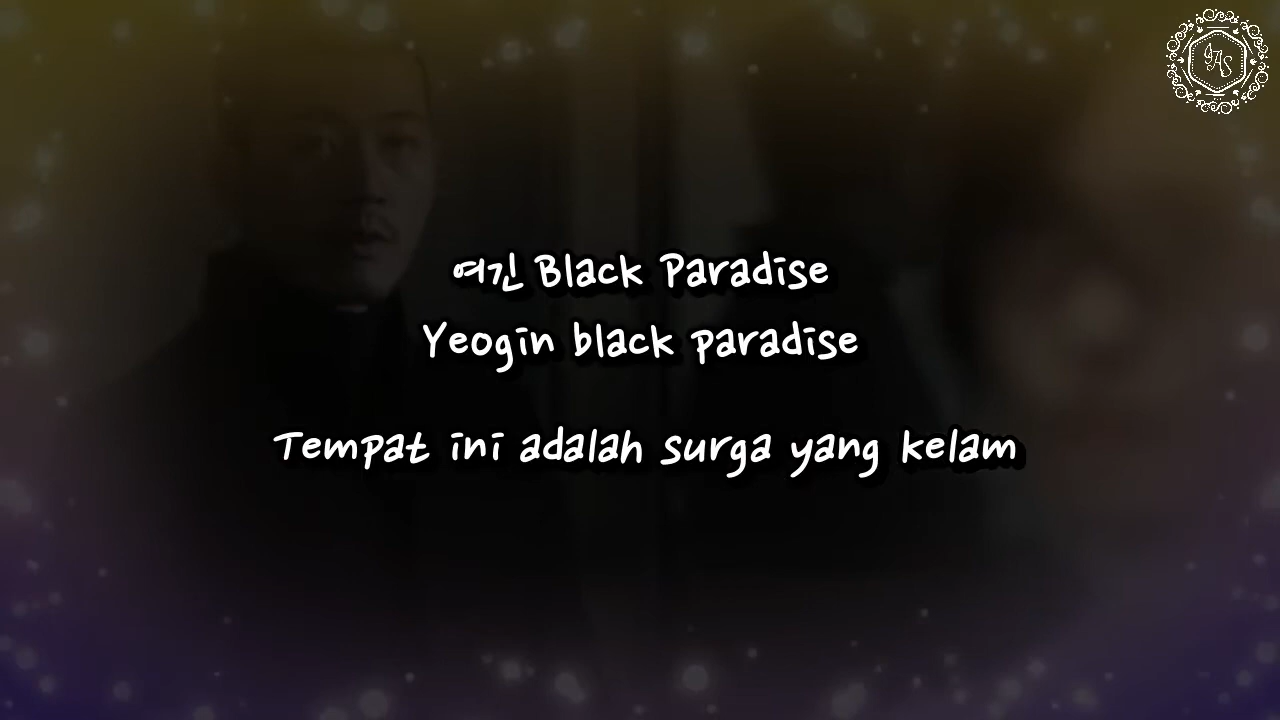 여긴 Black Paradise
Yeogin black paradise
Tempat ini adalah surga yang kelam